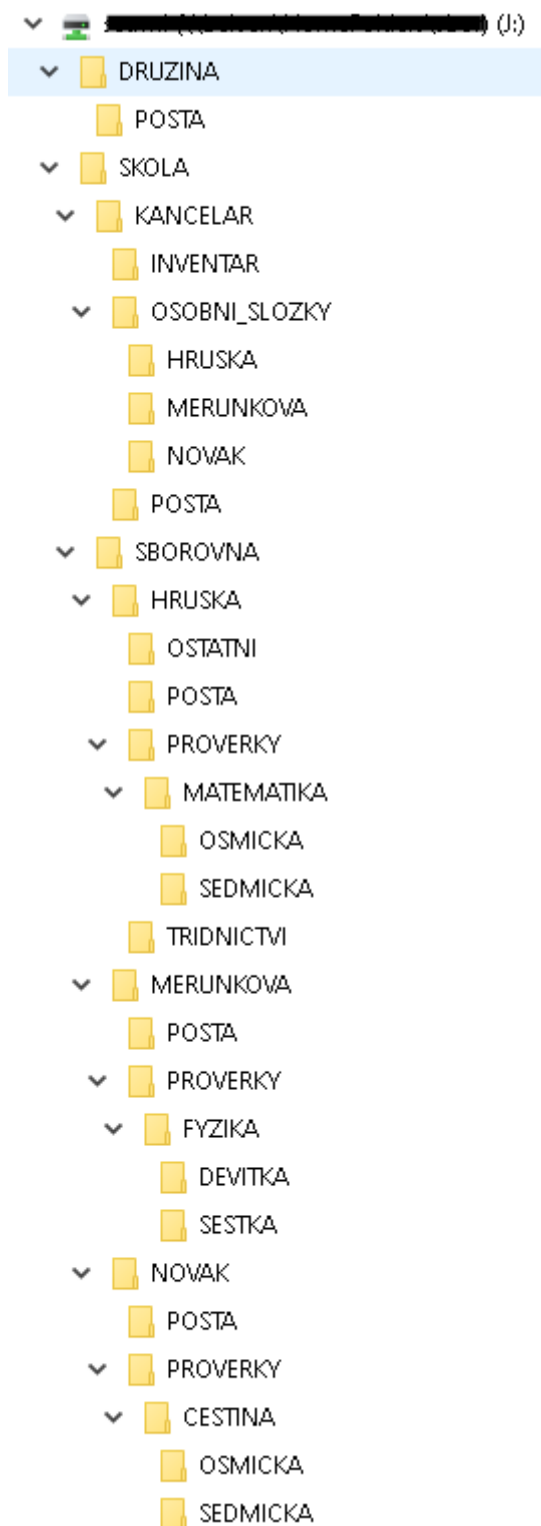 (J:)
DRUZINA
POSTA
SKOLA
KANCELAR
INVENTAR
OSOBNI_SLOZKY
HRUSKA
MERUNKOVA
NOVAK
POSTA
SBOROVNA
HRUSKA
OSTATNI
POSTA
PROVERKY
MATEMATIKA
OSMICKA
SEDMICKA
TRIDNICTVI
MERUNKOVA
POSTA
PROVERKY
FYZIKA
DEVITKA
SESTKA
NOVAK
POSTA
PROVERKY
CESTINA
OSMICKA
SEDMICKA